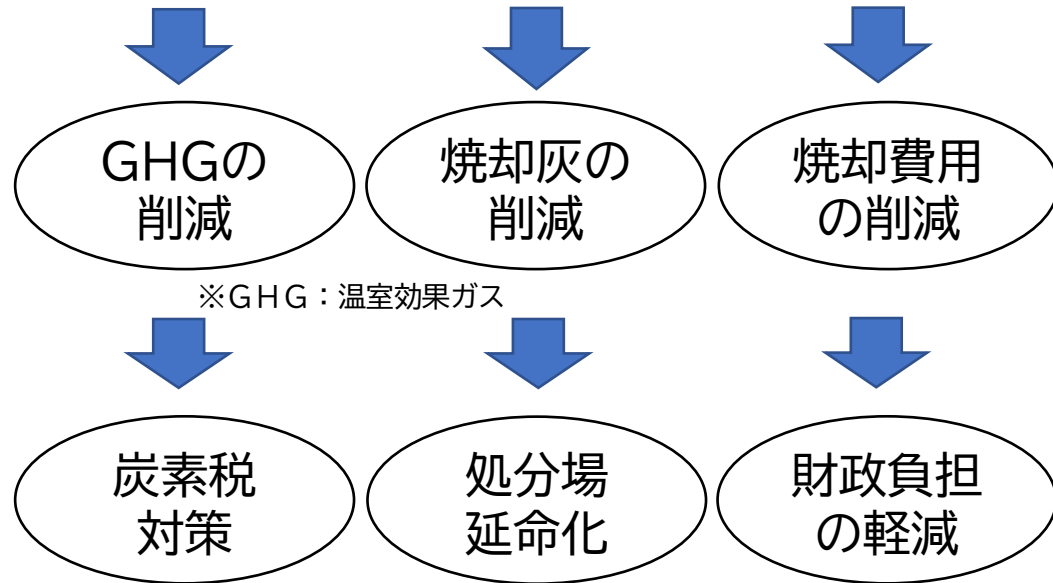 GHGの
削減
焼却灰の
削減
焼却費用
の削減
※ＧＨＧ：温室効果ガス
炭素税
対策
処分場
延命化
財政負担
の軽減